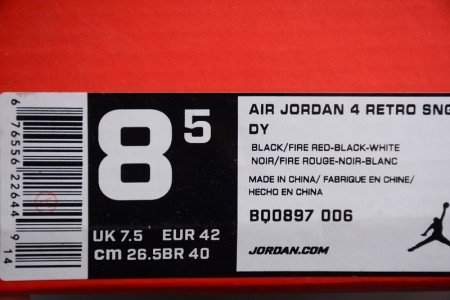 6 76556 22644 9 14
8 5
UK 7.5 EUR 42
cm 26.5 BR 40
AIR JORDAN 4 RETRO SNG
DY
BLACK/FIRE RED-BLACK-WHITE
NOIR/FIRE ROUGE-NOIR-BLANC
MADE IN CHINA/ FABRIQUE EN CHINE/
HECHO EN CHINA
BQ0897 006
JORDAN.COM